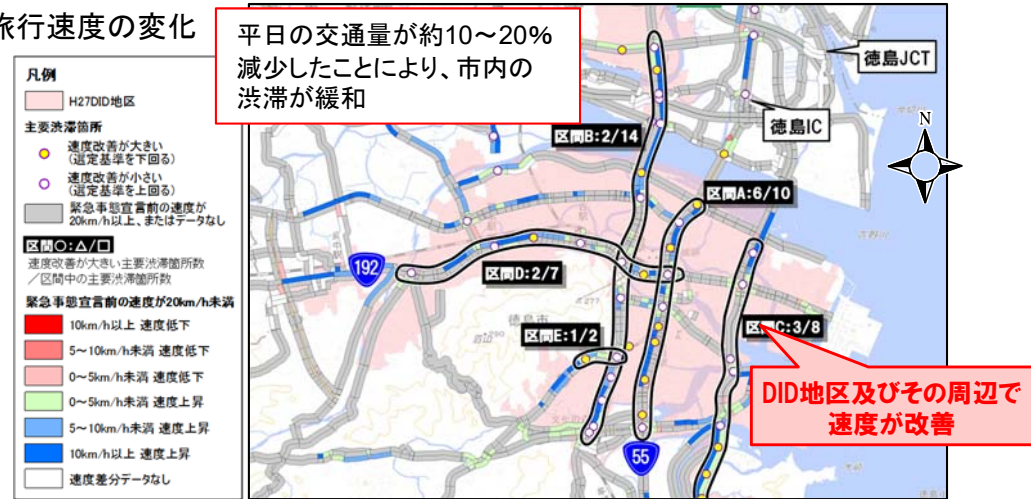 旅行速度の変化
平日の交通量が約10～20%
減少したことにより、市内の
渋滞が緩和
凡例
H27DID地区
主要渋滞箇所
速度改善が大きい
(選定基準を下回る)
速度改善が小さい
(選定基準を上回る)
緊急事態宣言前の速度が
20km/h以上、またはデータなし
区間○:△/□
速度改善が大きい主要渋滞箇所数
／区間中の主要渋滞箇所数
緊急事態宣言前の速度が20km/h未満
10km/h以上 速度低下
5～10km/h未満 速度低下
0～5km/h未満 速度低下
0～5km/h未満 速度上昇
5～10km/h未満 速度上昇
10km/h以上 速度上昇
速度差分データなし
徳島JCT
徳島IC
N
区間B:2/14
区間A:6/10
192
区間D:2/7
徳島市
区間E:1/2
区間C:3/8
DID地区及びその周辺で
速度が改善
55